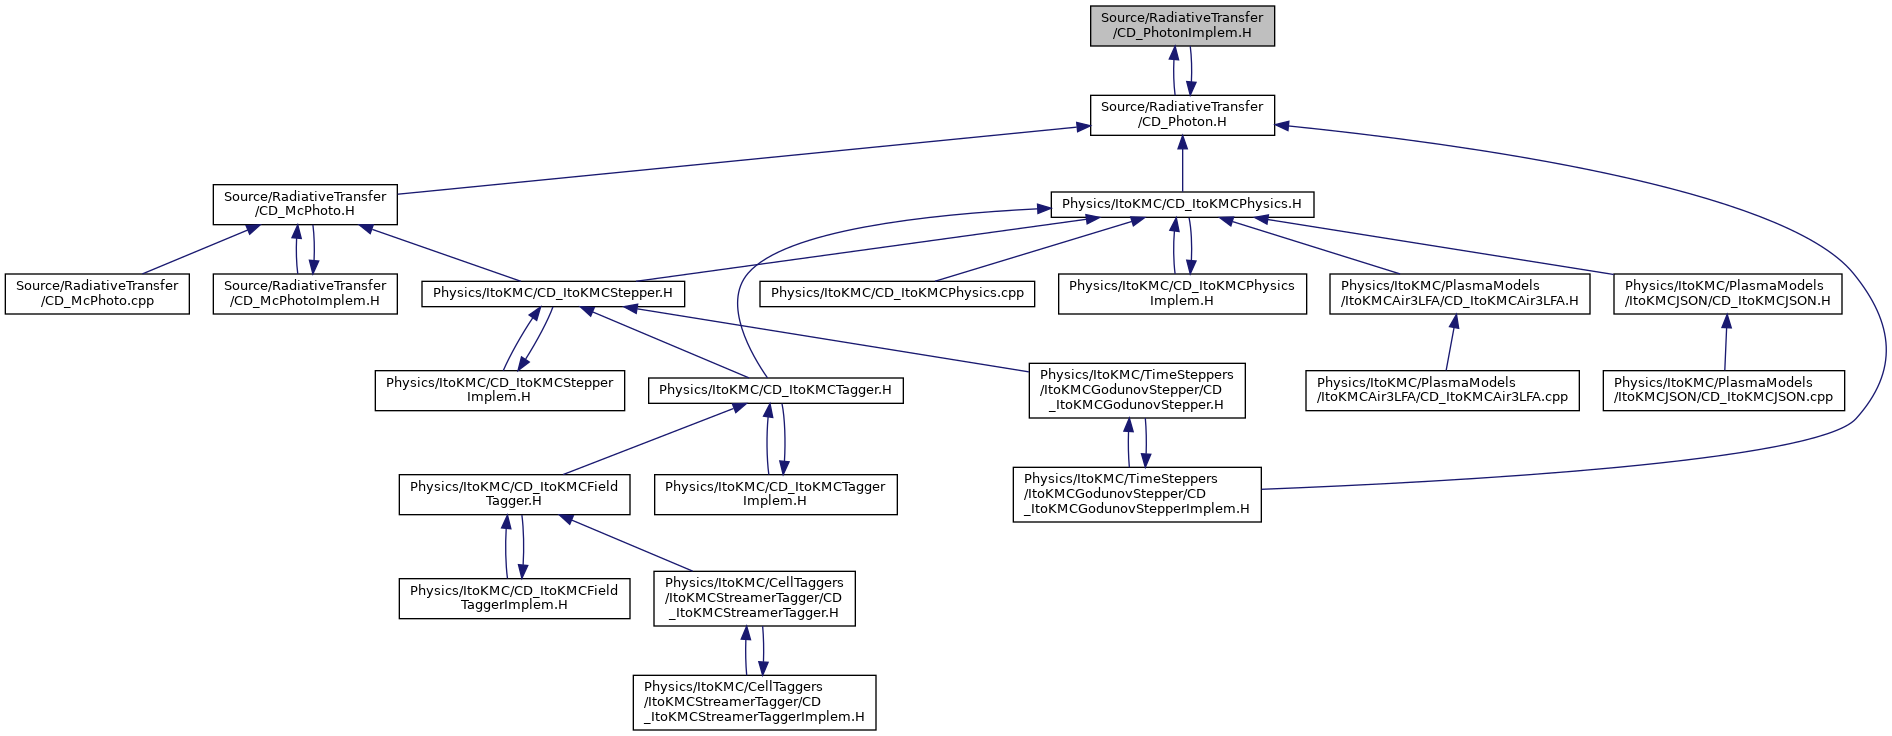 Source/RadiativeTransfer
/CD_PhotonImplem.H
Source/RadiativeTransfer
/CD_Photon.H
Source/RadiativeTransfer
/CD_McPhoto.H
Physics/ItoKMC/CD_ItoKMCPhysics.H
Source/RadiativeTransfer
/CD_McPhoto.cpp
Source/RadiativeTransfer
/CD_McPhotoImplem.H
Physics/ItoKMC/CD_ItoKMCStepper.H
Physics/ItoKMC/CD_ItoKMCPhysics.cpp
Physics/ItoKMC/CD_ItoKMCPhysics
Implem.H
Physics/ItoKMC/PlasmaModels
/ItoKMCAir3LFA/CD_ItoKMCAir3LFA.H
Physics/ItoKMC/PlasmaModels
/ItoKMCJSON/CD_ItoKMCJSON.H
Physics/ItoKMC/CD_ItoKMCStepper
Implem.H
Physics/ItoKMC/CD_ItoKMCTagger.H
Physics/ItoKMC/TimeSteppers
/ItoKMCGodunovStepper/CD
_ItoKMCGodunovStepper.H
Physics/ItoKMC/PlasmaModels
/ItoKMCAir3LFA/CD_ItoKMCAir3LFA.cpp
Physics/ItoKMC/PlasmaModels
/ItoKMCJSON/CD_ItoKMCJSON.cpp
Physics/ItoKMC/CD_ItoKMCField
Tagger.H
Physics/ItoKMC/CD_ItoKMCTagger
Implem.H
Physics/ItoKMC/TimeSteppers
/ItoKMCGodunovStepper/CD
_ItoKMCGodunovStepperImplem.H
Physics/ItoKMC/CD_ItoKMCField
TaggerImplem.H
Physics/ItoKMC/CellTaggers
/ItoKMCStreamerTagger/CD
_ItoKMCStreamerTagger.H
Physics/ItoKMC/CellTaggers
/ItoKMCStreamerTagger/CD
_ItoKMCStreamerTaggerImplem.H